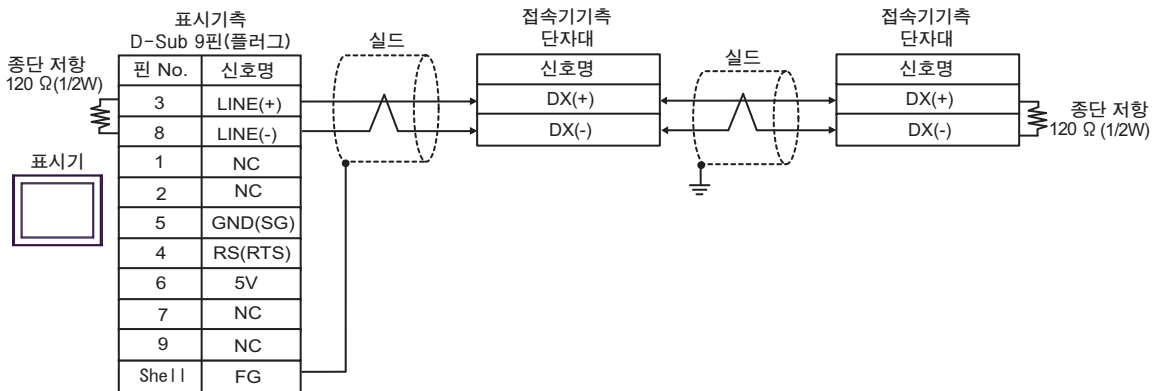 표시기측
D-Sub 9핀(플러그)
종단 저항
120 Ω(1/2W)
핀 No. 신호명
3 LINE(+)
8 LINE(-)
1 NC
2 NC
5 GND(SG)
4 RS(RTS)
6 5V
7 NC
9 NC
Shell FG
표시기
실드
접속기기측
단자대
신호명
DX(+)
DX(-)
실드
접속기기측
단자대
신호명
DX(+)
DX(-)
종단 저항
120 Ω (1/2W)